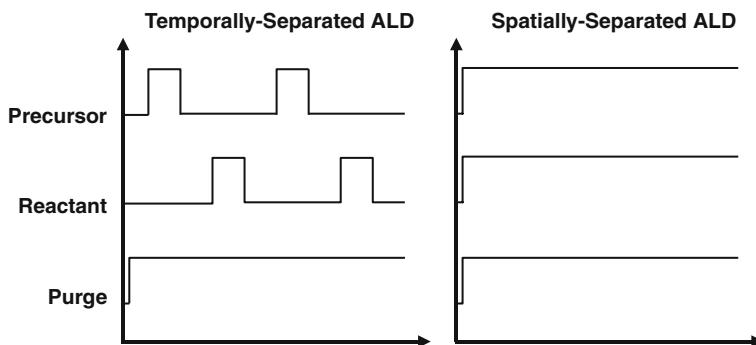 Temporally-Separated ALD
Spatially-Separated ALD
Precursor
Reactant
Purge